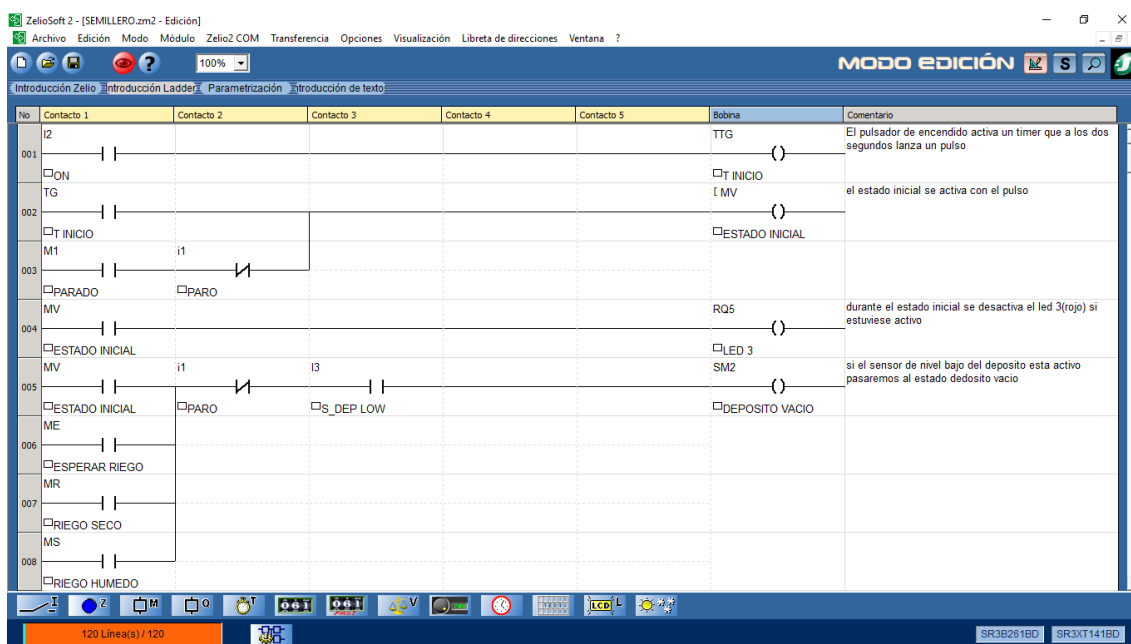 ZelioSoft 2 - [SEMILLERO.zm2 - Edición]
Archivo Edición Modo Módulo Zelio2 COM Transferencia Opciones Visualización Libreta de direcciones Ventana ?
100%
MODO EDICIÓN
S
Introducción Zelio
Introducción Ladder
Parametrización
ntroducción de texto
No Contacto 1 Contacto 2 Contacto 3 Contacto 4 Contacto 5 Bobina Comentario
I2 TTG El pulsador de encendido activa un timer que a los dos
001 segundos lanza un pulso
ON T INICIO
TG [ MV el estado inicial se activa con el pulso
002
T INICIO ESTADO INICIAL
M1 i1
003
PARADO PARO
MV RQ5 durante el estado inicial se desactiva el led 3(rojo) si
004 estuviese activo
ESTADO INICIAL LED 3
MV i1 I3 SM2 si el sensor de nivel bajo del deposito esta activo
005 pasaremos al estado dedosito vacio
ESTADO INICIAL PARO S_DEP LOW DEPOSITO VACIO
ME
006
ESPERAR RIEGO
MR
007
RIEGO SECO
MS
008
RIEGO HUMEDO
I Z M Q T 061 061 FAST V LCD L
120 Línea(s) / 120
SR3B261BD SR3XT141BD